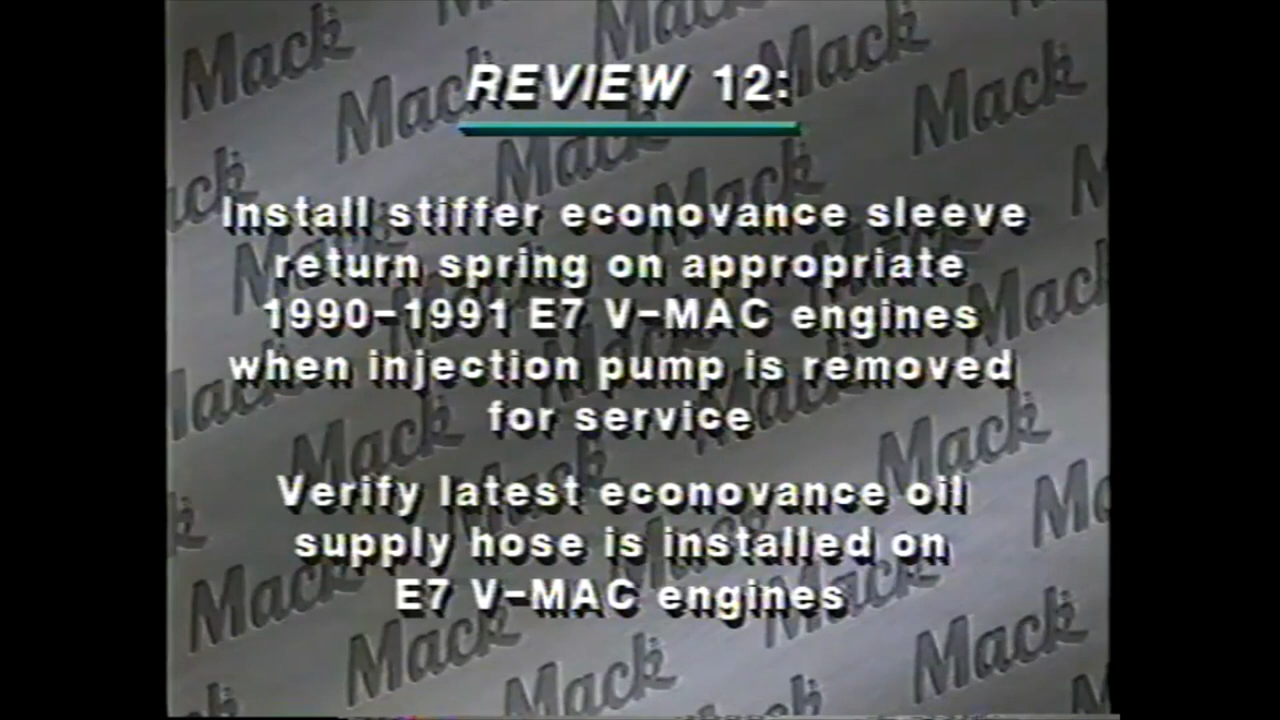 REVIEW 12:
Install stiffer econovance sleeve
return spring on appropriate
1990-1991 E7 V-MAC engines
when injection pump is removed
for service
Verify latest econovance oil
supply hose is installed on
E7 V-MAC engines